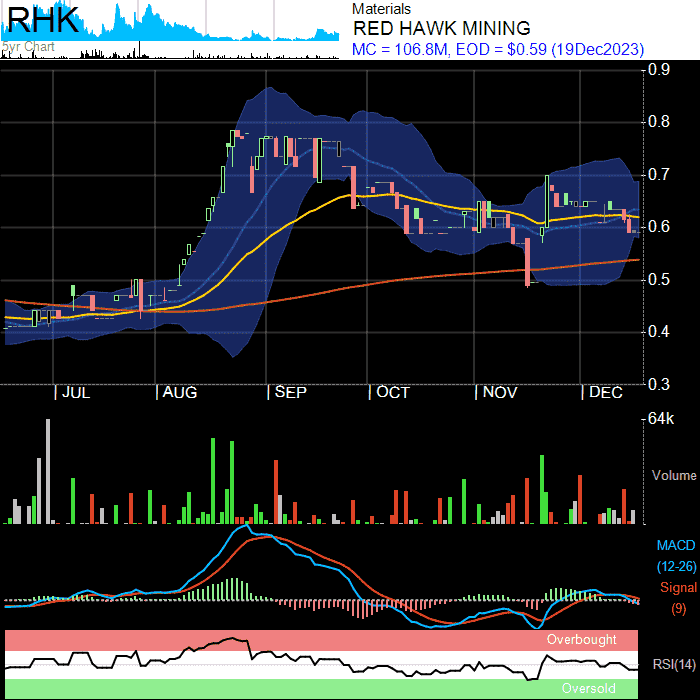 RHK
5yr Chart
Materials
RED HAWK MINING
MC = 106.8M, EOD = $0.59 (19Dec2023)
0.9
0.8
0.7
0.6
0.5
0.4
0.3
JUL AUG SEP OCT NOV DEC
64k
Volume
MACD
(12-26)
Signal
(9)
Overbought
RSI(14)
Oversold